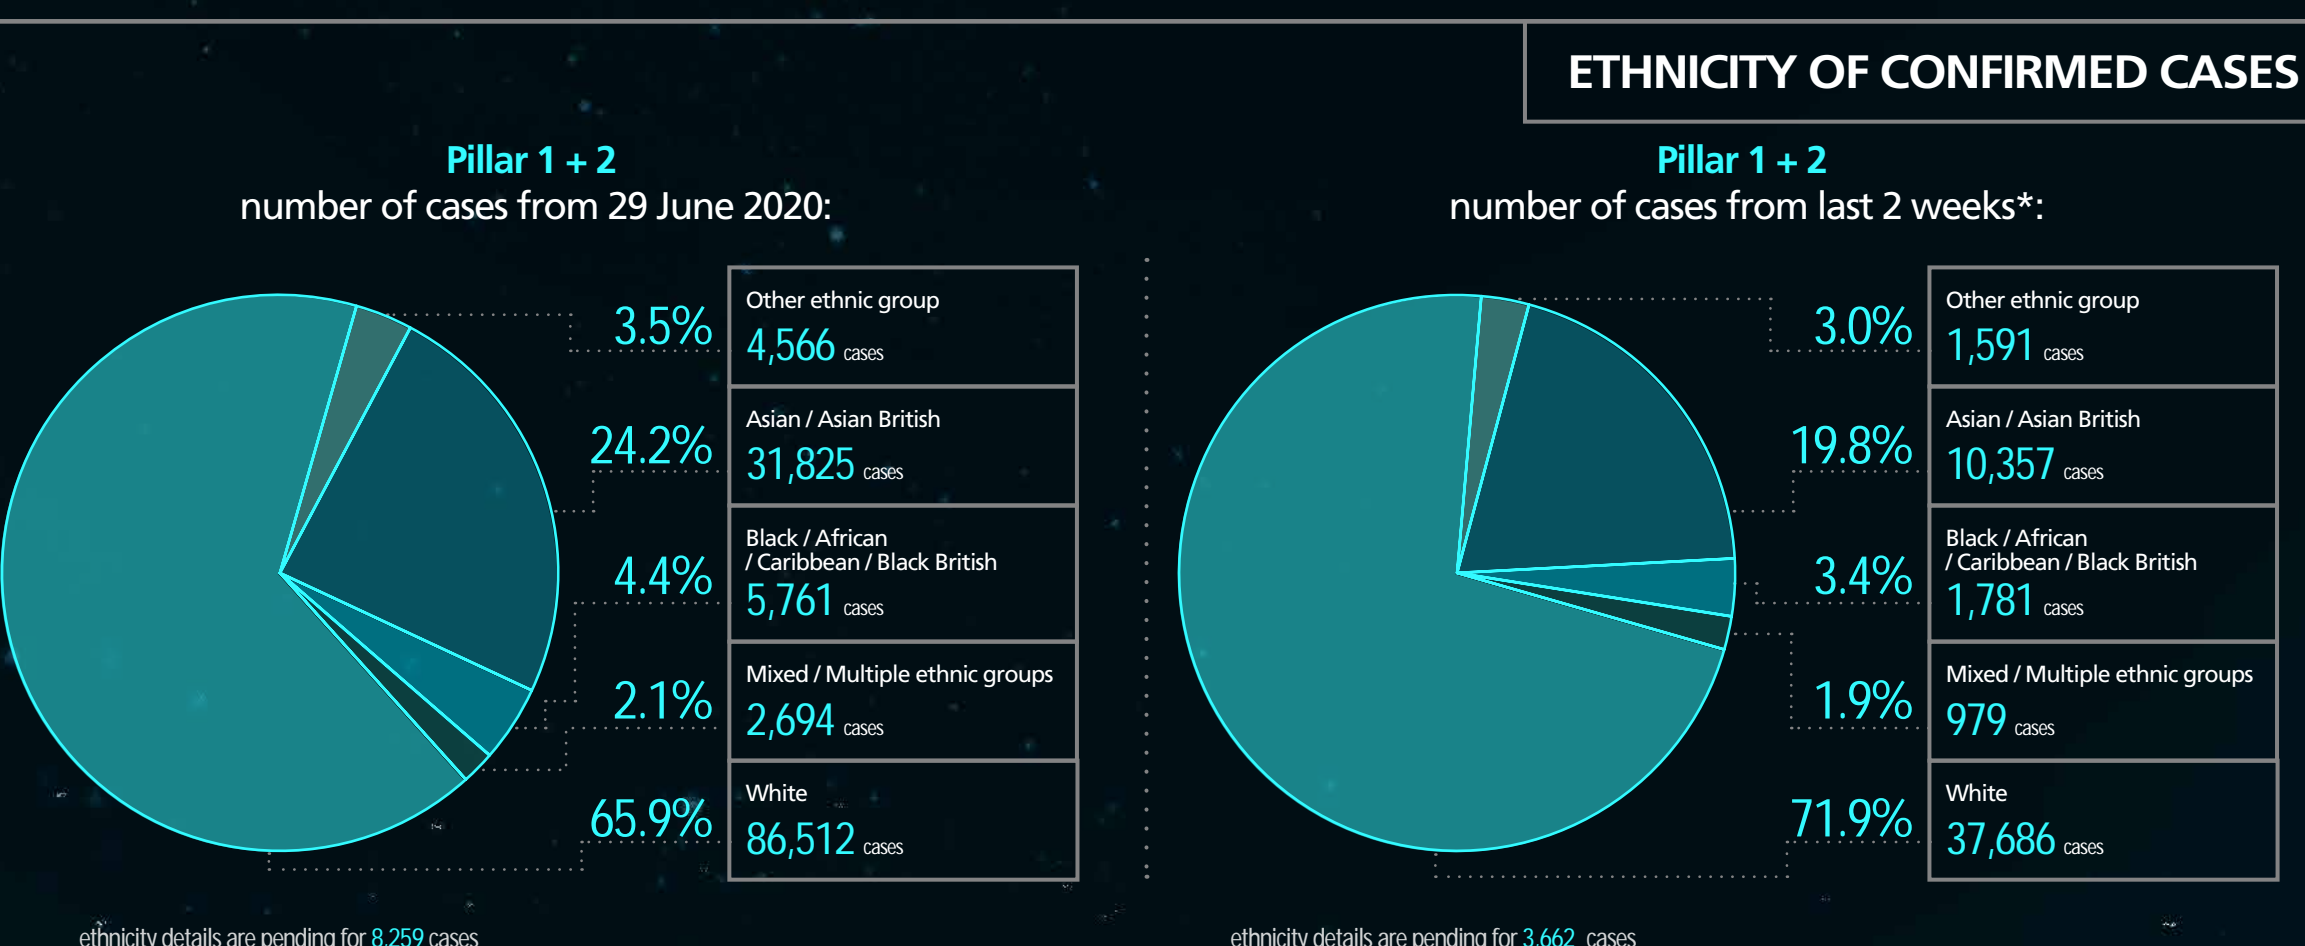 ETHNICITY OF CONFIRMED CASES
Pillar 1 + 2
number of cases from 29 June 2020:
3.5%
Other ethnic group
4,566 cases
24.2%
Asian / Asian British
31,825 cases
4.4%
Black / African
/ Caribbean / Black British
5,761 cases
2.1%
Mixed / Multiple ethnic groups
2,694 cases
65.9%
White
86,512 cases
ethnicity details are pending for 8,259 cases
Pillar 1 + 2
number of cases from last 2 weeks*:
3.0%
Other ethnic group
1,591 cases
19.8%
Asian / Asian British
10,357 cases
3.4%
Black / African
/ Caribbean / Black British
1,781 cases
1.9%
Mixed / Multiple ethnic groups
979 cases
71.9%
White
37,686 cases
ethnicity details are pending for 3,662 cases